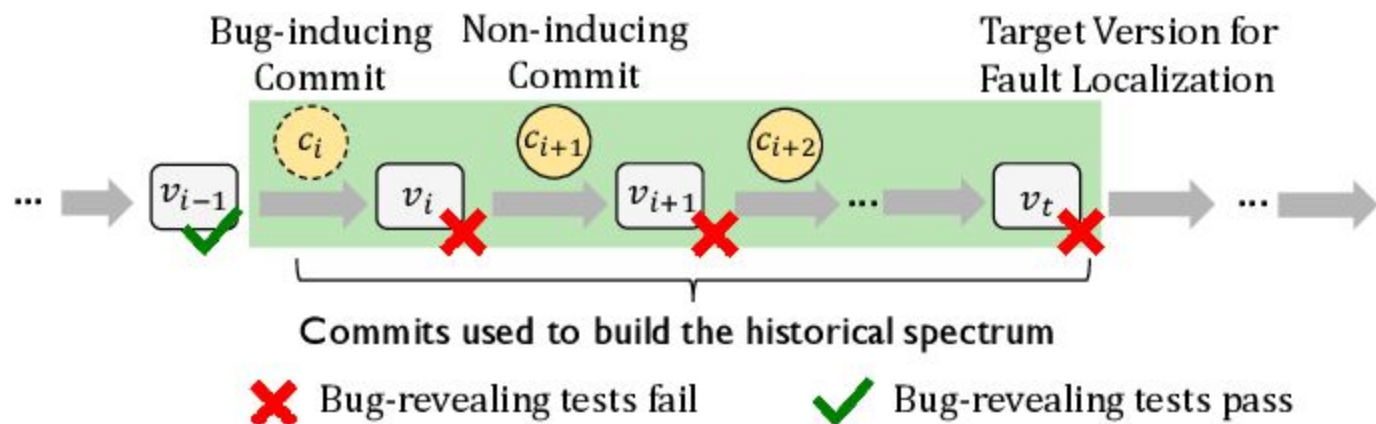 Bug-inducing Commit
Non-inducing Commit
Target Version for Fault Localization
c_i
c_{i+1}
c_{i+2}
... v_{i-1} v_i v_{i+1} ... v_t ...
Commits used to build the historical spectrum
Bug-revealing tests fail
Bug-revealing tests pass